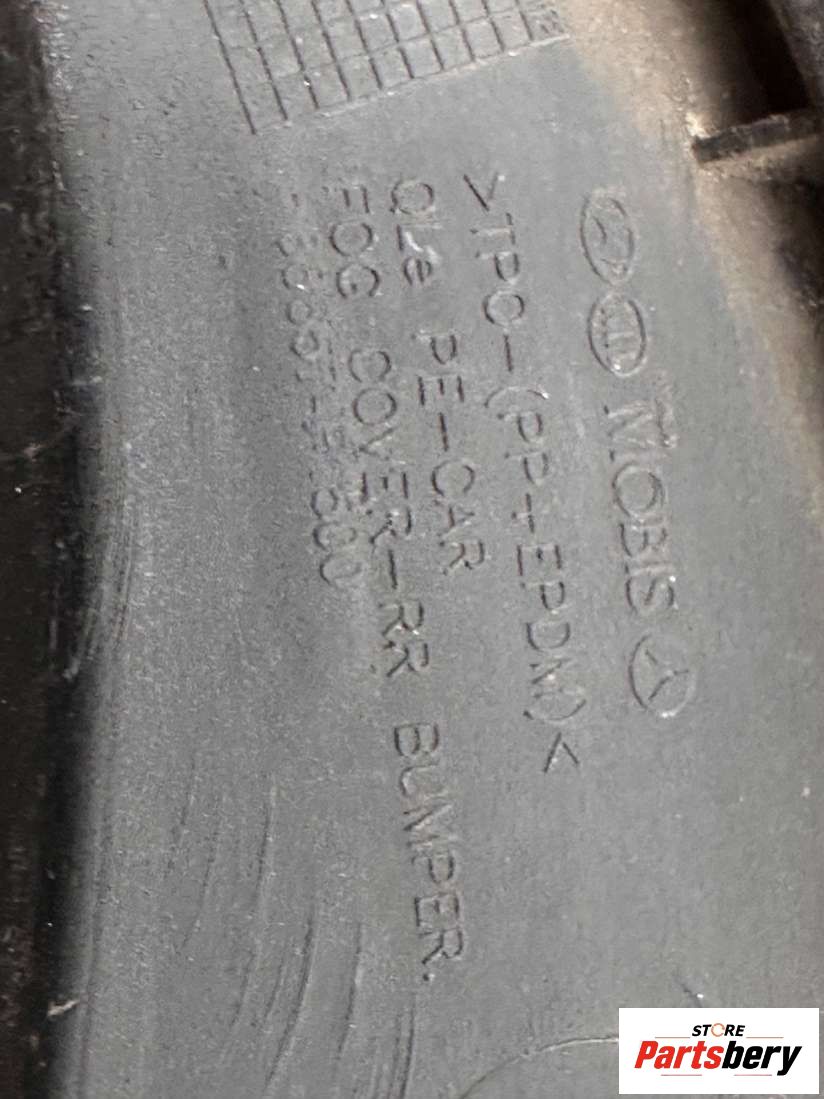 MOBIS
>TPO-(PP+EPDM)<
QLe PE-CAR
FOG COVER-RR BUMPER.
STORE
Partsbery